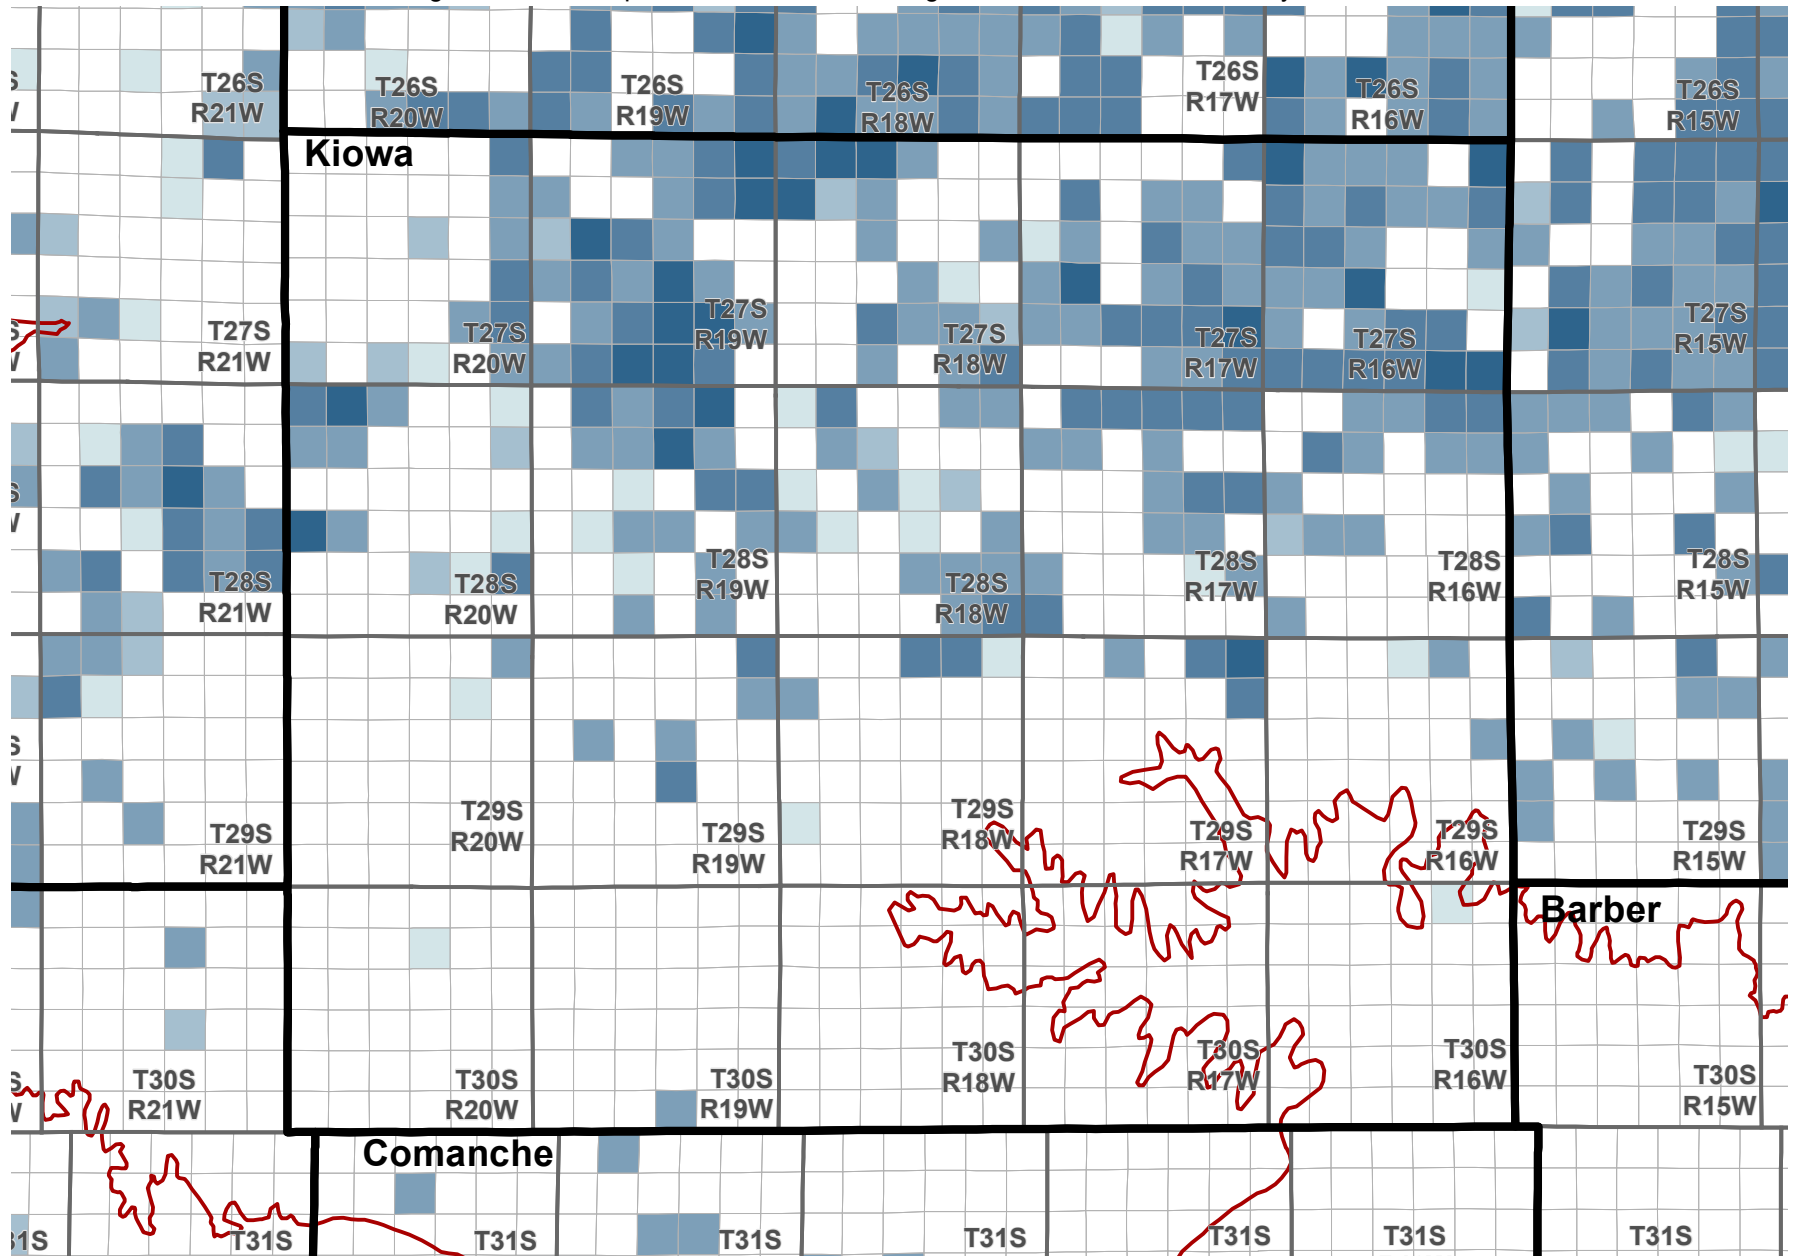 T26S
R21W
T26S
R20W
T26S
R19W
T26S
R18W
T26S
R17W
T26S
R16W
T26S
R15W
Kiowa
T27S
R21W
T27S
R20W
T27S
R19W
T27S
R18W
T27S
R17W
T27S
R16W
T27S
R15W
T28S
R21W
T28S
R20W
T28S
R19W
T28S
R18W
T28S
R17W
T28S
R16W
T28S
R15W
T29S
R21W
T29S
R20W
T29S
R19W
T29S
R18W
T29S
R17W
T29S
R16W
T29S
R15W
Barber
T30S
R21W
T30S
R20W
T30S
R19W
T30S
R18W
T30S
R17W
T30S
R16W
T30S
R15W
Comanche
31S
T31S
T31S
T31S
T31S
T31S
T31S
T31S